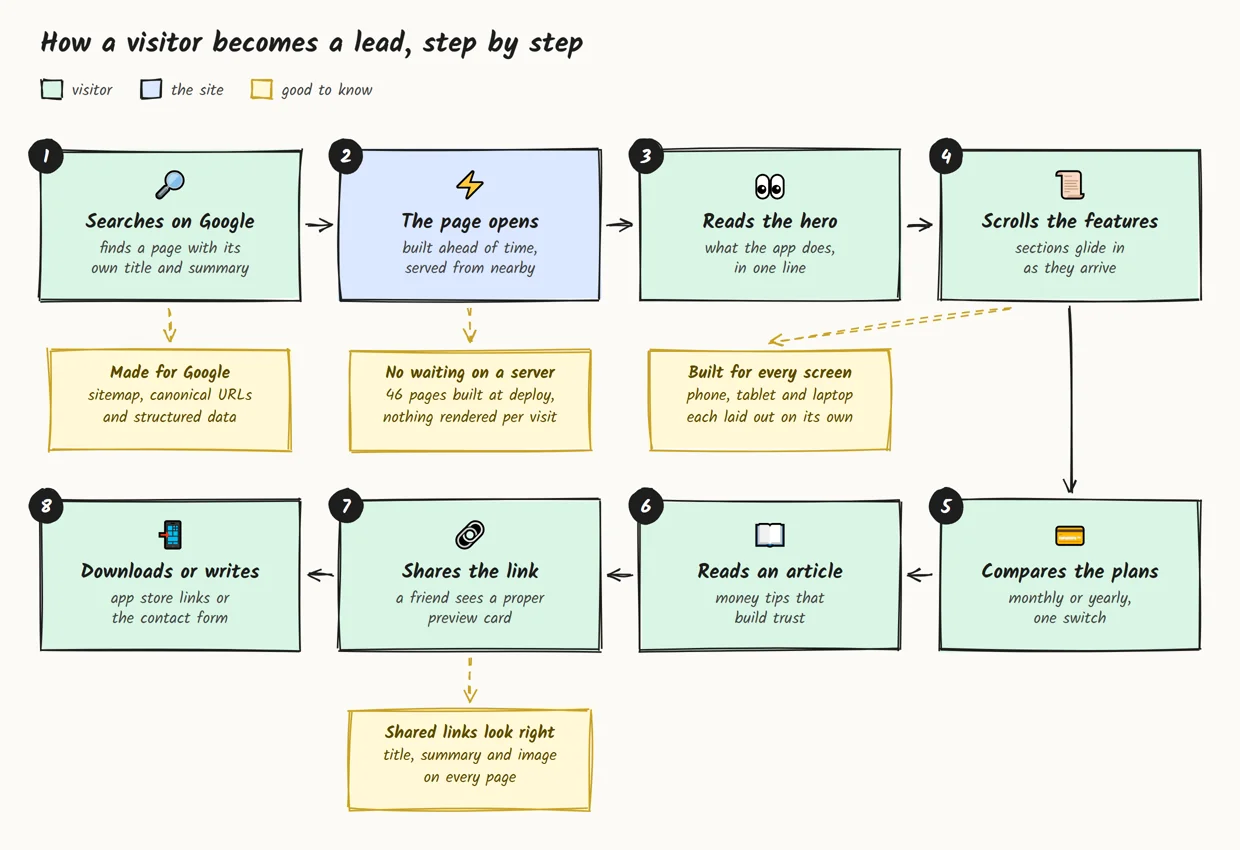 How a visitor becomes a lead, step by step
visitor
the site
good to know
1
Searches on Google
finds a page with its
own title and summary
2
The page opens
built ahead of time,
served from nearby
3
Reads the hero
what the app does,
in one line
4
Scrolls the features
sections glide in
as they arrive
Made for Google
sitemap, canonical URLs
and structured data
No waiting on a server
46 pages built at deploy,
nothing rendered per visit
Built for every screen
phone, tablet and laptop
each laid out on its own
5
Compares the plans
monthly or yearly,
one switch
6
Reads an article
money tips that
build trust
7
Shares the link
a friend sees a proper
preview card
8
Downloads or writes
app store links or
the contact form
Shared links look right
title, summary and image
on every page